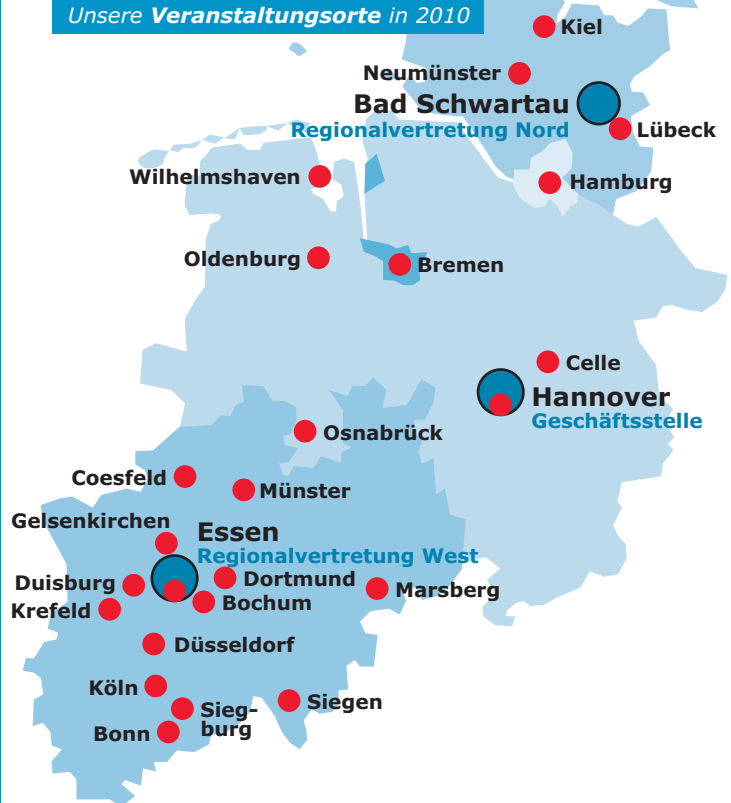 Unsere Veranstaltungsorte in 2010
Kiel
Neumünster
Bad Schwartau
Regionalvertretung Nord
Lübeck
Wilhelmshaven
Hamburg
Oldenburg
Bremen
Celle
Hannover
Geschäftsstelle
Osnabrück
Coesfeld
Münster
Gelsenkirchen
Essen
Regionalvertretung West
Duisburg
Dortmund
Marsberg
Krefeld
Bochum
Düsseldorf
Köln
Sieg-
burg
Siegen
Bonn